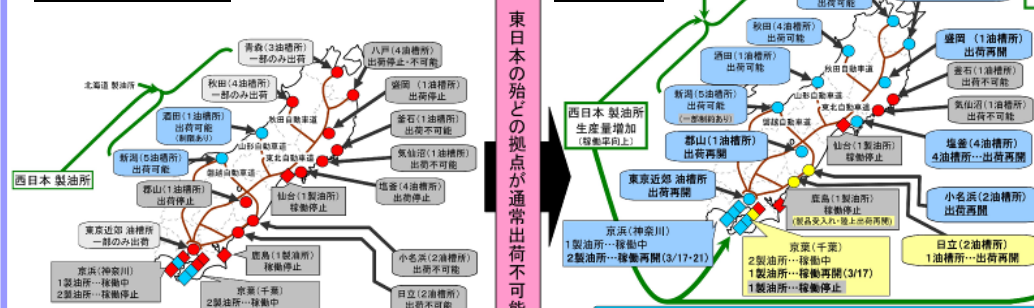 青森(3油槽所)
一部のみ出荷
八戸(4油槽所)
出荷停止・不可能
北海道 製油所
秋田(4油槽所)
一部のみ出荷
盛岡(1油槽所)
出荷停止
酒田(1油槽所)
出荷可能
(制限あり)
秋田自動車道
釜石(1油槽所)
出荷不可能
新潟(5油槽所)
出荷可能
山形自動車道
東北自動車道
磐越自動車道
気仙沼(1油槽所)
出荷不可能
西日本 製油所
郡山(1油槽所)
出荷停止
仙台(1製油所)
稼働停止
塩釜(4油槽所)
出荷停止
東京近郊 油槽所
一部のみ出荷
鹿島(1製油所)
稼働停止
小名浜(2油槽所)
出荷不可能
京浜(神奈川)
1製油所…稼働中
2製油所…稼働停止
京葉(千葉)
2製油所…稼働中
日立(2油槽所)
出荷不可能
東日本の殆どの拠点が通常出荷不可能
出荷可能
秋田(4油槽所)
出荷可能
盛岡(1油槽所)
出荷再開
酒田(1油槽所)
出荷可能
秋田自動車道
釜石(1油槽所)
出荷不可能
新潟(5油槽所)
出荷可能
(一部制約あり)
山形自動車道
東北自動車道
磐越自動車道
気仙沼(1油槽所)
出荷不可能
西日本 製油所
生産量増加
(稼働率向上)
郡山(1油槽所)
出荷再開
仙台(1製油所)
稼働停止
塩釜(4油槽所)
4油槽所…出荷再開
東京近郊 油槽所
出荷再開
鹿島(1製油所)
稼働停止
(製品受入れ・陸上出荷再開)
小名浜(2油槽所)
出荷再開
京浜(神奈川)
1製油所…稼働中
2製油所…稼働再開(3/17・21)
京葉(千葉)
2製油所…稼働中
1製油所…稼働再開(3/17)
1製油所…稼働停止
日立(2油槽所)
1油槽所…出荷再開